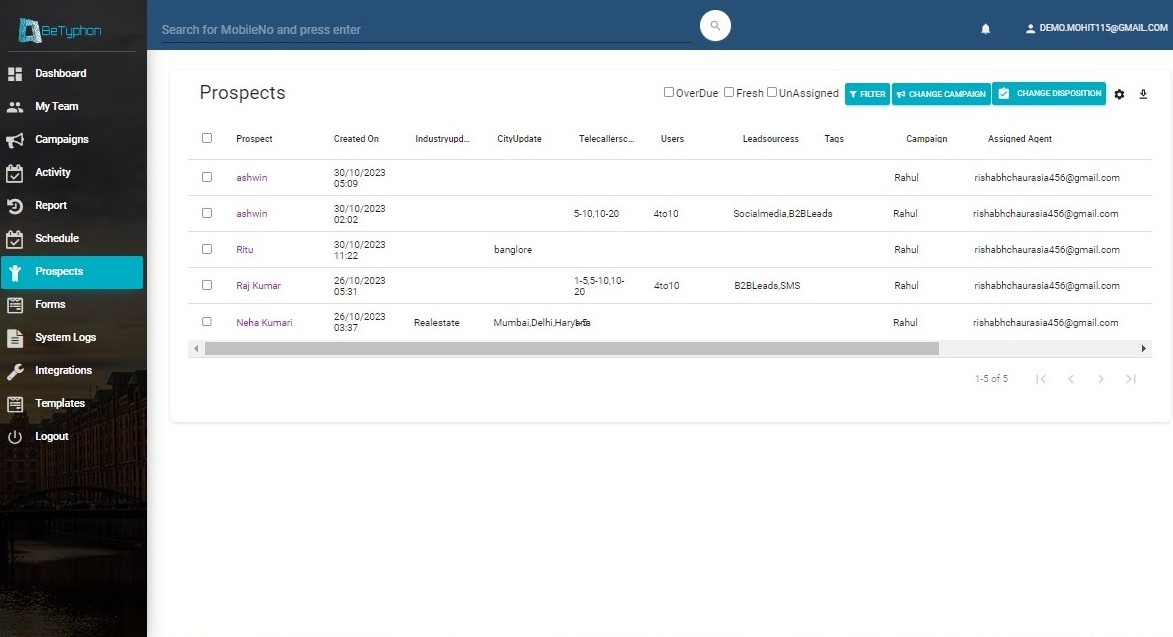 BeTyphon
Search for MobileNo and press enter
DEMO.MOHIT115@GMAIL.COM
Dashboard
My Team
Campaigns
Activity
Report
Schedule
Prospects
Forms
System Logs
Integrations
Templates
Logout
Prospects
OverDue Fresh UnAssigned FILTER CHANGE CAMPAIGN CHANGE DISPOSITION
Prospect Created On Industryupd... CityUpdate Telecallersc... Users Leadsourcess Tags Campaign Assigned Agent
ashwin 30/10/2023 05:09 Rahul rishabhchaurasia456@gmail.com
ashwin 30/10/2023 02:02 5-10,10-20 4to10 Socialmedia,B2BLeads Rahul rishabhchaurasia456@gmail.com
Ritu 30/10/2023 11:22 banglore Rahul rishabhchaurasia456@gmail.com
Raj Kumar 26/10/2023 05:31 1-5,5-10,10-20 4to10 B2BLeads,SMS Rahul rishabhchaurasia456@gmail.com
Neha Kumari 26/10/2023 03:37 Realestate Mumbai,Delhi,Haryana 1-5 Rahul rishabhchaurasia456@gmail.com
1-5 of 5